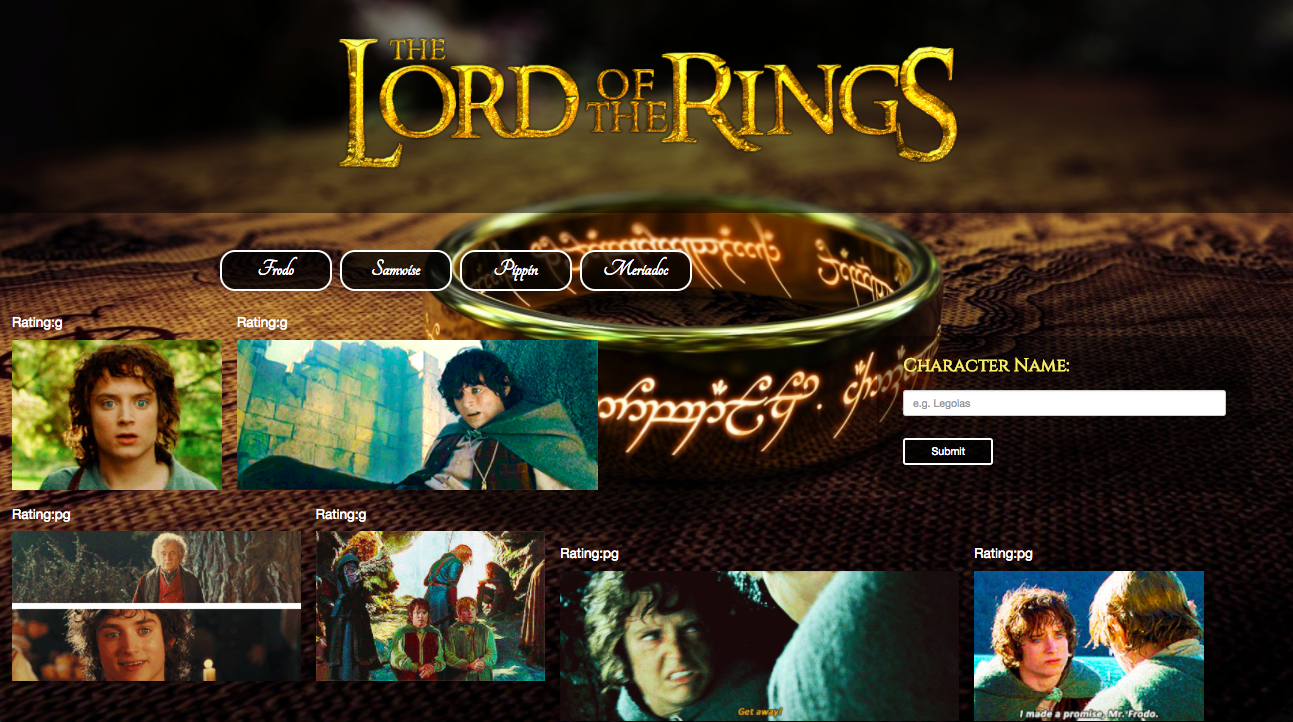 THE LORD OF THE RINGS
Frodo Samwise Pippin Meriadoc
Rating:g Rating:g
Character Name:
e.g. Legolas
Submit
Rating:pg Rating:g
Rating:pg Rating:pg
Get away!
I made a promise, Mr. Frodo.